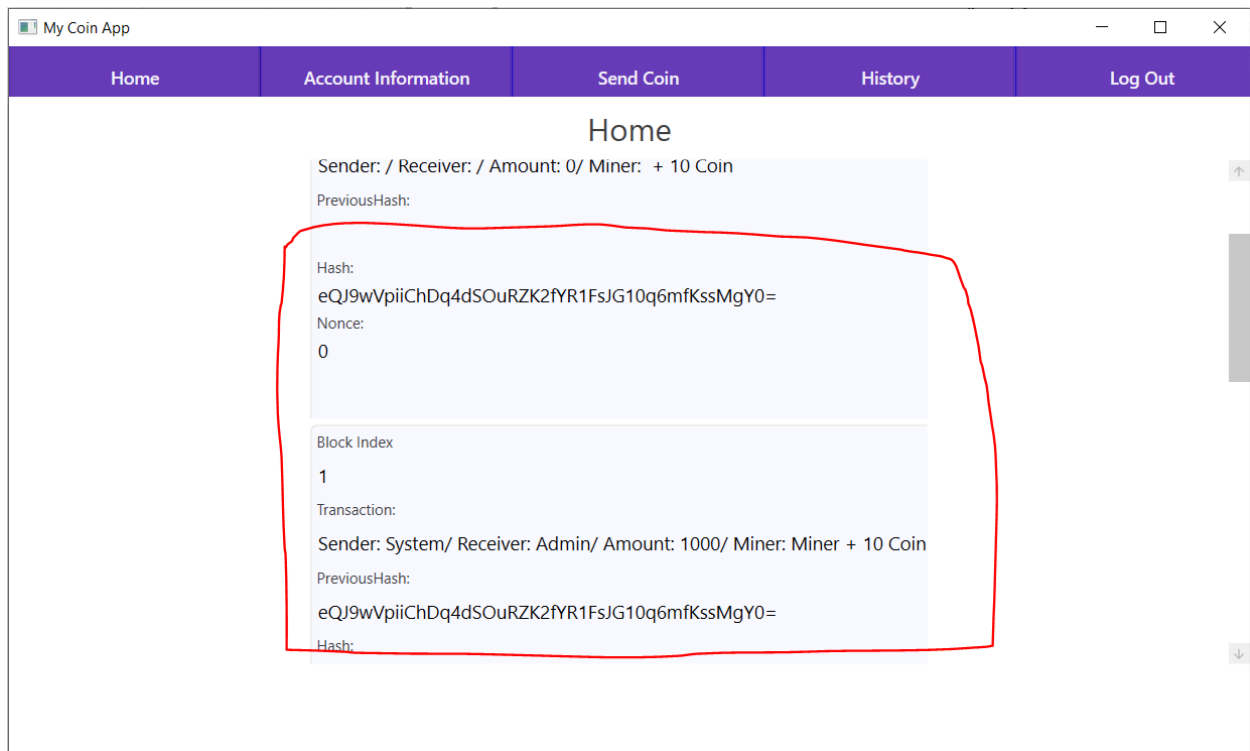 My Coin App
Home Account Information Send Coin History Log Out
Home
Sender: / Receiver: / Amount: 0/ Miner:  + 10 Coin
PreviousHash:
Hash:
eQJ9wVpiiChDq4dSOuRZK2fYR1FsJG10q6mfKssMgY0=
Nonce:
0
Block Index
1
Transaction:
Sender: System/ Receiver: Admin/ Amount: 1000/ Miner: Miner + 10 Coin
PreviousHash:
eQJ9wVpiiChDq4dSOuRZK2fYR1FsJG10q6mfKssMgY0=
Hash: